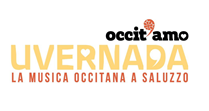 occit'amo
UVERNADA
LA MUSICA OCCITANA A SALUZZO